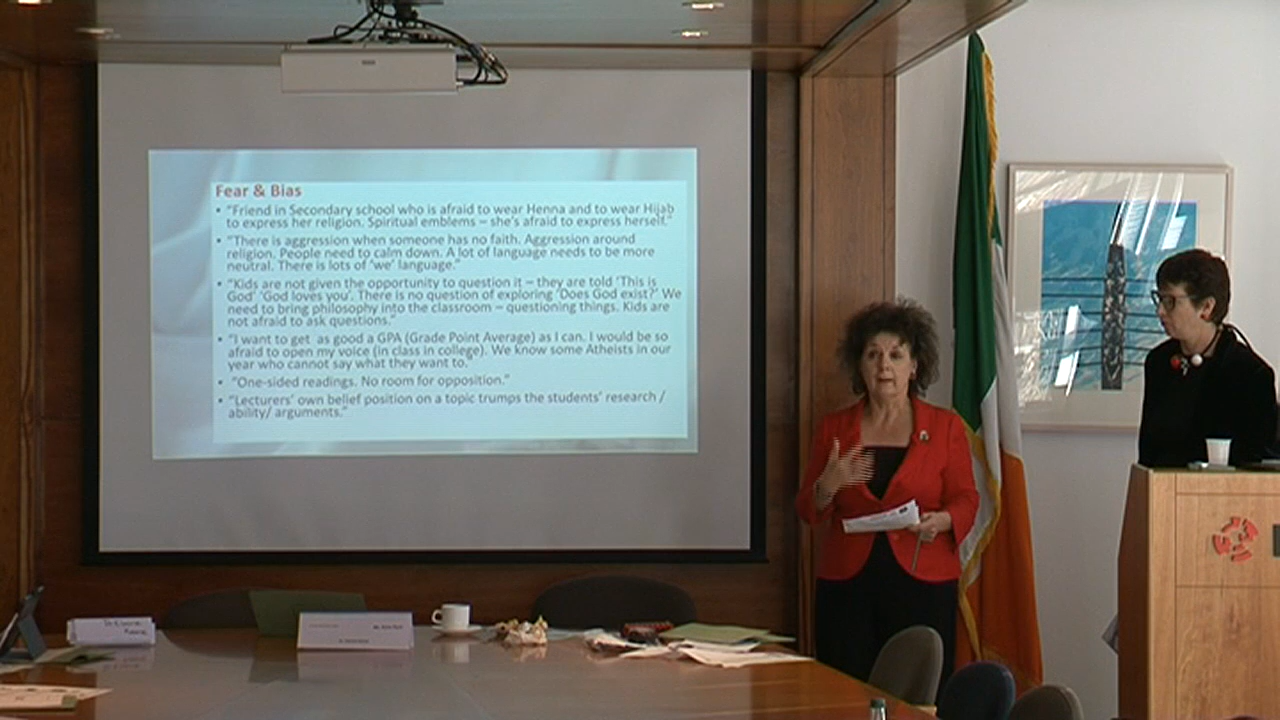 Fear & Bias
• “Friend in Secondary school who is afraid to wear Henna and to wear Hijab
to express her religion. Spiritual emblems – she’s afraid to express herself.”
• “There is aggression when someone has no faith. Aggression around
religion. People need to calm down. A lot of language needs to be more
neutral. There is lots of ‘we’ language.”
• “Kids are not given the opportunity to question it – they are told ‘This is
God’ ‘God loves you’. There is no question of exploring ‘Does God exist?’ We
need to bring philosophy into the classroom – questioning things. Kids are
not afraid to ask questions.”
• “I want to get as good a GPA (Grade Point Average) as I can. I would be so
afraid to open my voice (in class in college). We know some Atheists in our
year who cannot say what they want to.”
• “One-sided readings. No room for opposition.”
• “Lecturers’ own belief position on a topic trumps the students’ research /
ability/ arguments.”